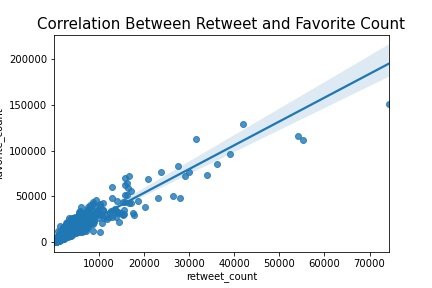 Correlation Between Retweet and Favorite Count
200000
150000
100000
50000
0
10000 20000 30000 40000 50000 60000 70000
retweet_count
favorite_count